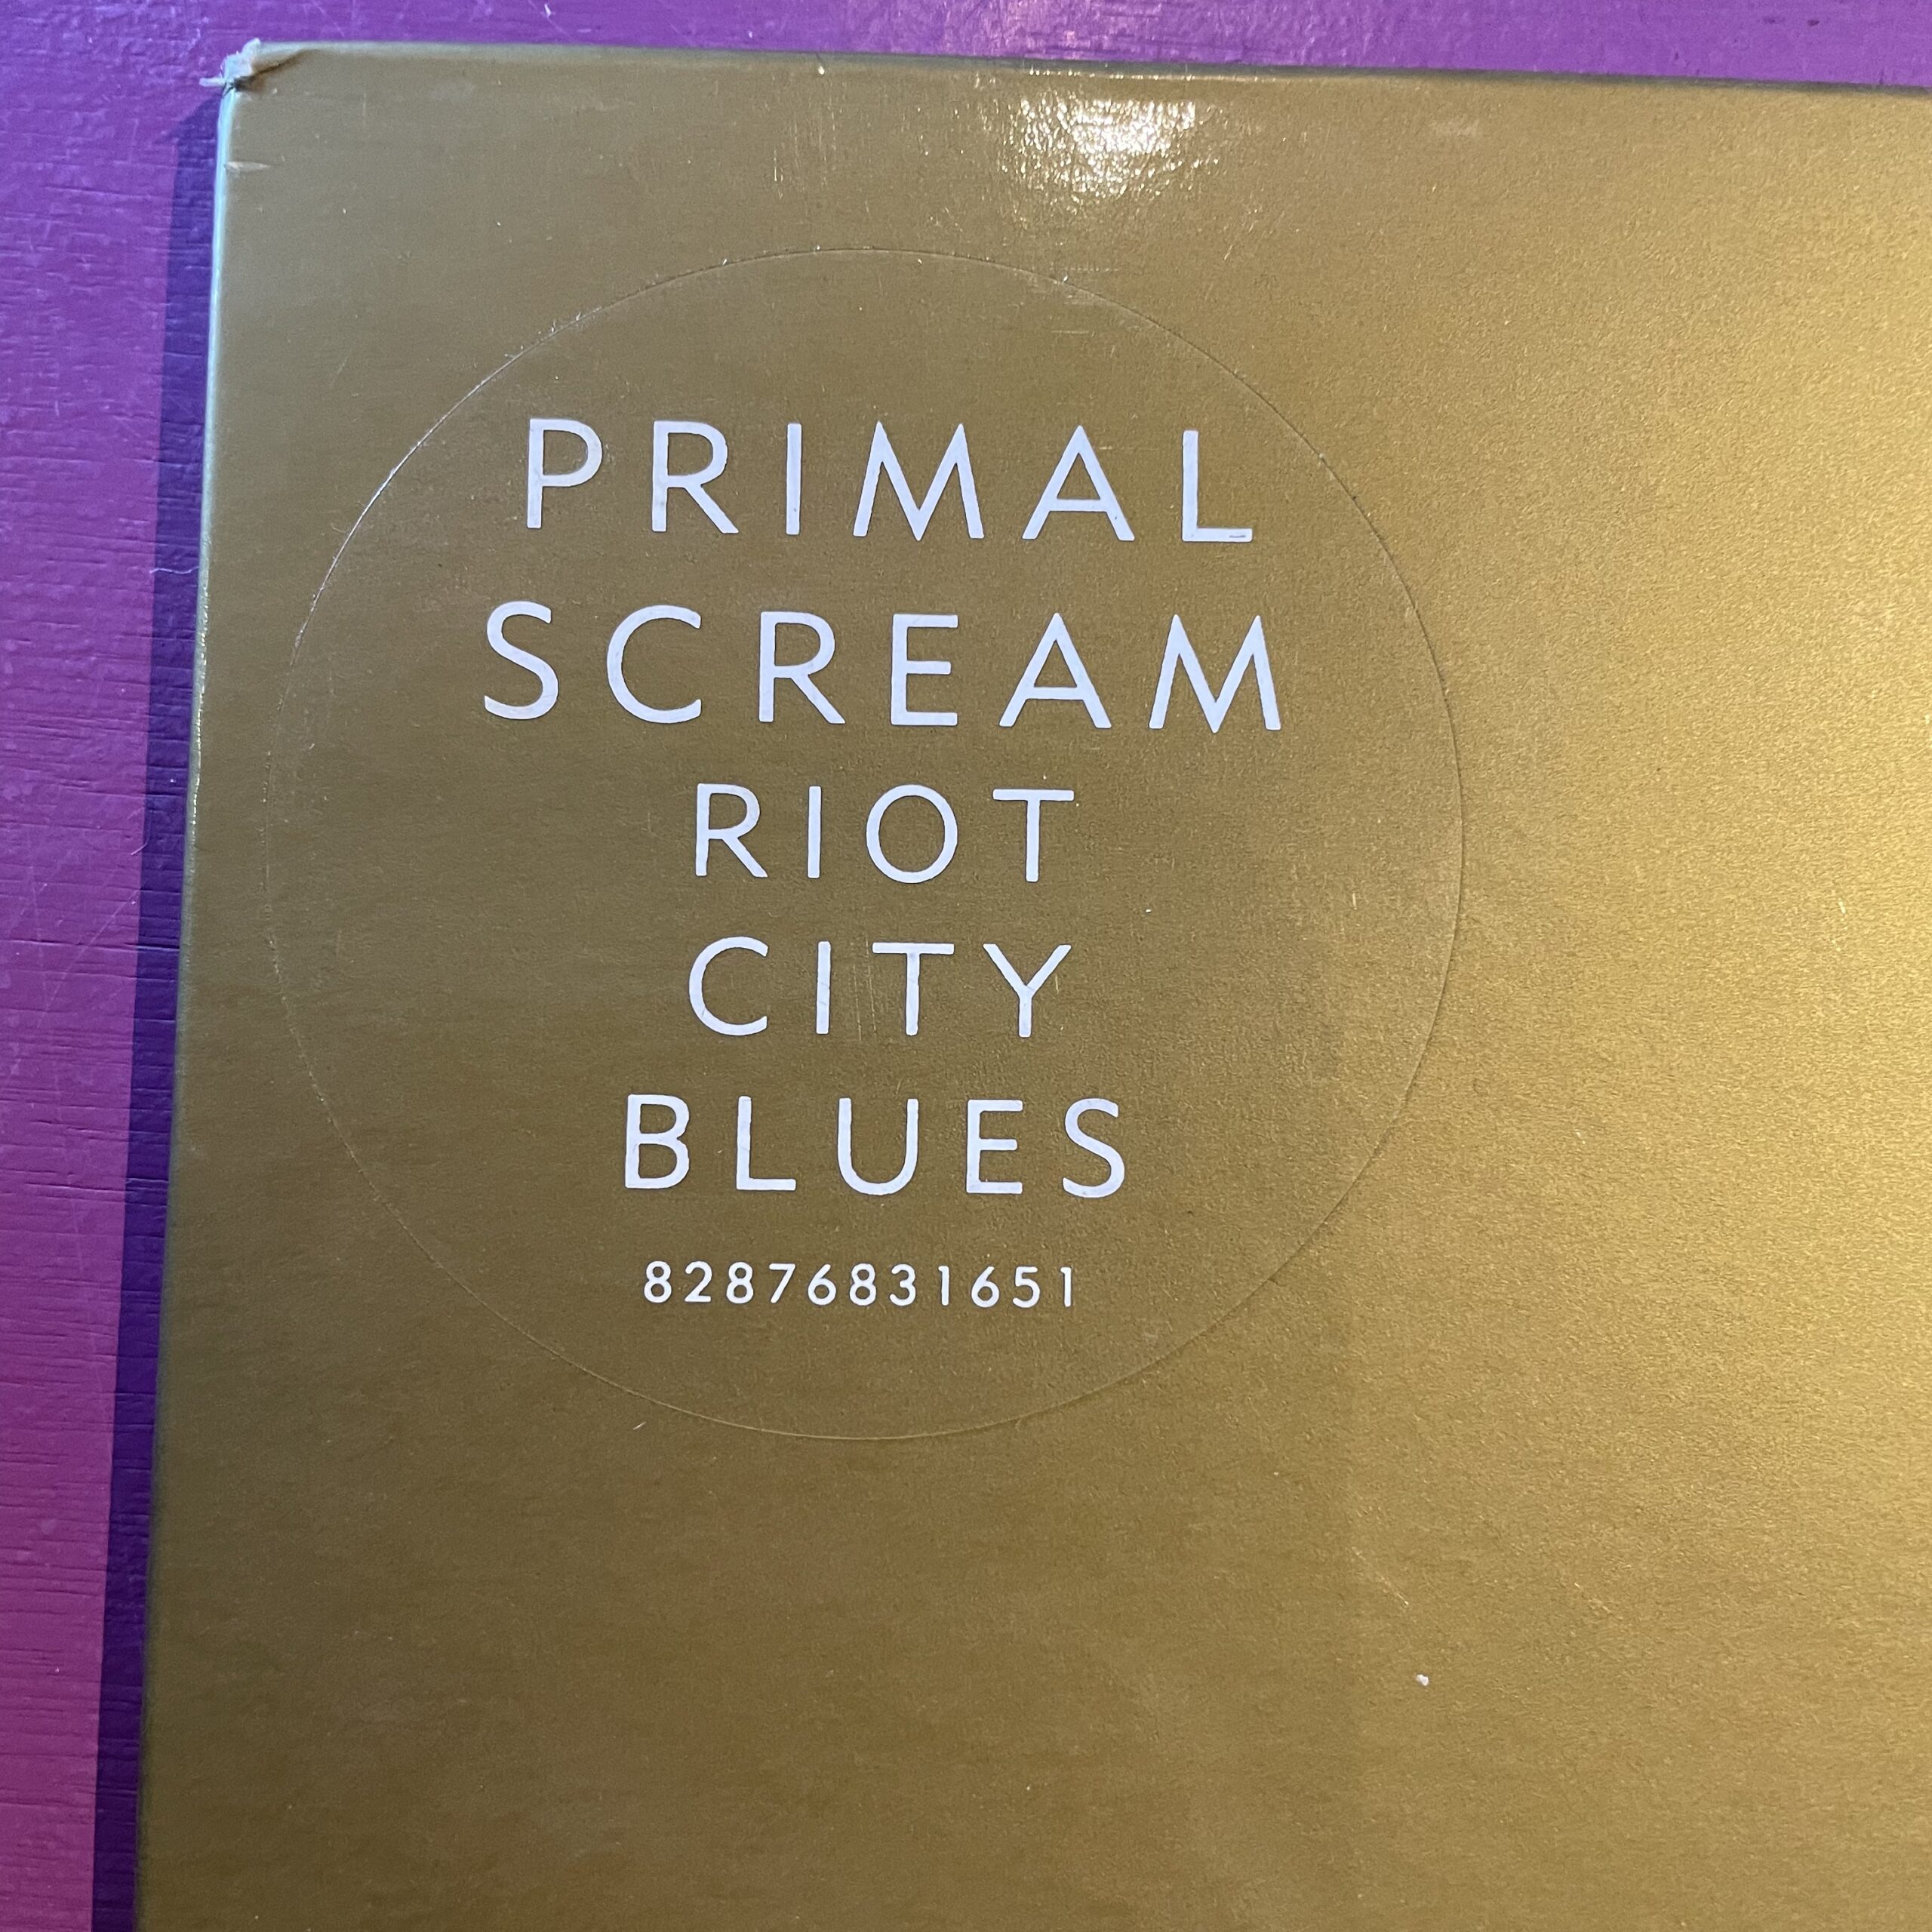 PRIMAL
SCREAM
RIOT
CITY
BLUES
82876831651